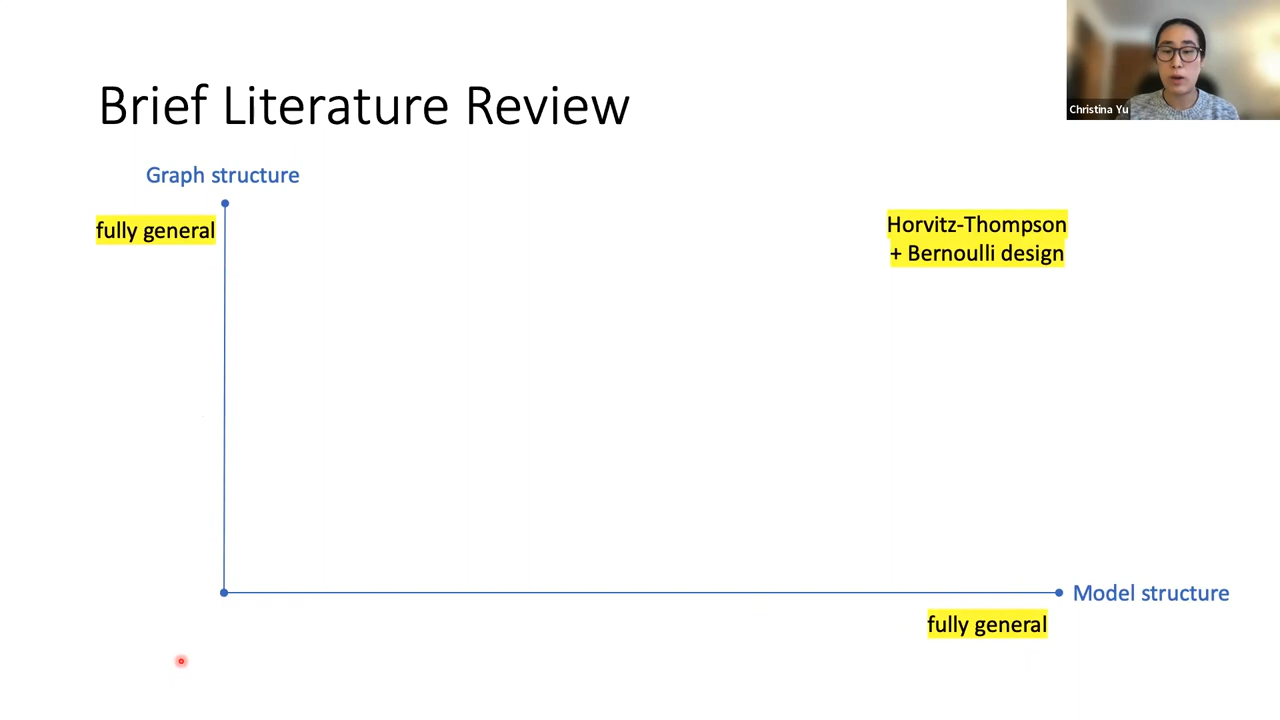 Brief Literature Review
Christina Yu
Graph structure
fully general
Horvitz-Thompson
+ Bernoulli design
Model structure
fully general